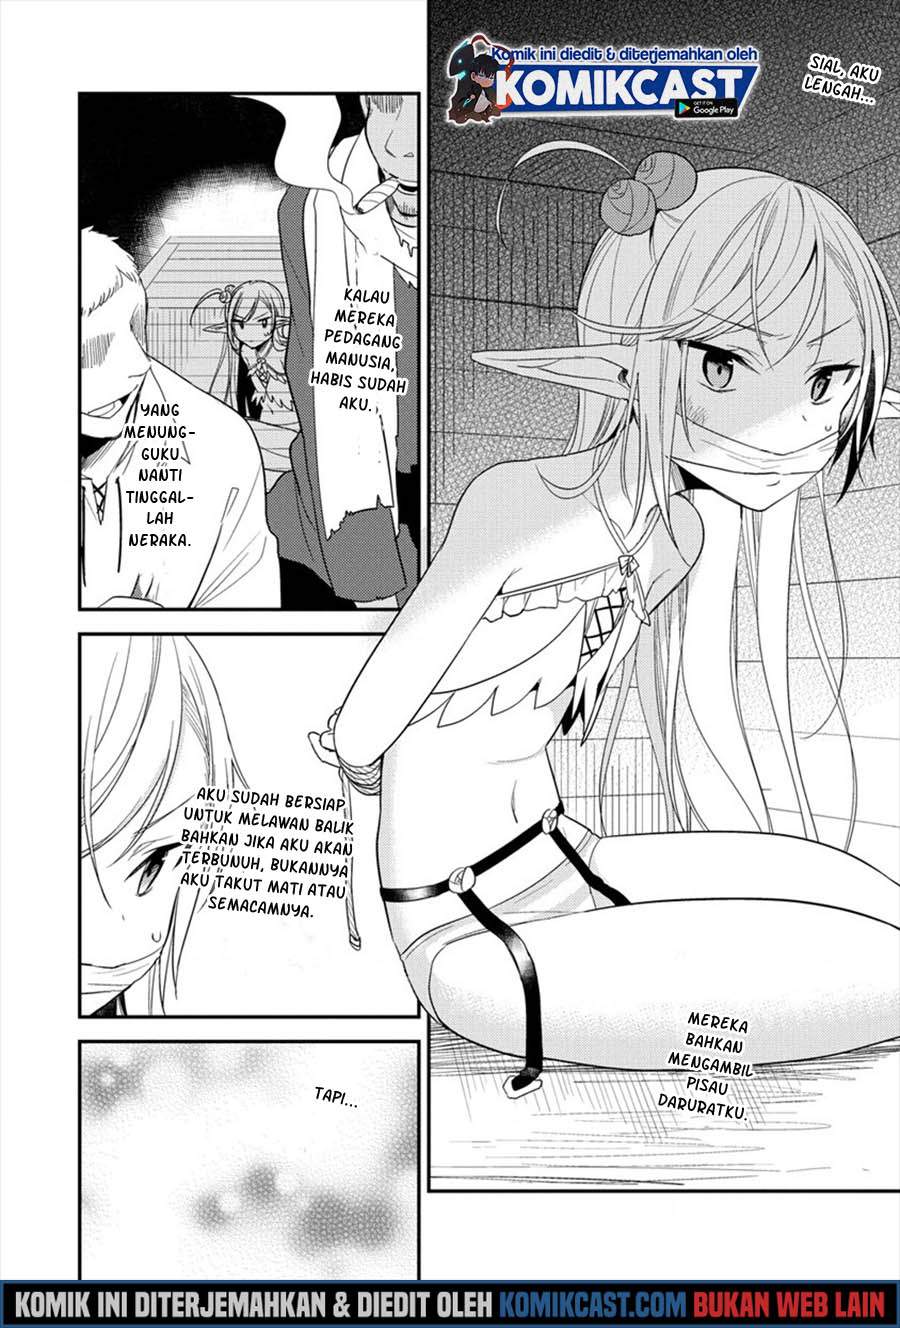 Komik ini diedit & diterjemahkan oleh
KOMIKCAST
GET IT ON
Google Play
SIAL, AKU
LENGAH...
MEREKA
BAHKAN
MENGAMBIL
PISAU
DARURATKU.
KALAU
MEREKA
PEDAGANG
MANUSIA,
HABIS SUDAH
AKU.
YANG
MENUNG-
GUKU
NANTI
TINGGAL-
LAH
NERAKA.
AKU SUDAH BERSIAP
UNTUK MELAWAN BALIK
BAHKAN JIKA AKU AKAN
TERBUNUH, BUKANNYA
AKU TAKUT MATI ATAU
SEMACAMNYA.
TAPI...
KOMIK INI DITERJEMAHKAN & DIEDIT OLEH KOMIKCAST.COM BUKAN WEB LAIN